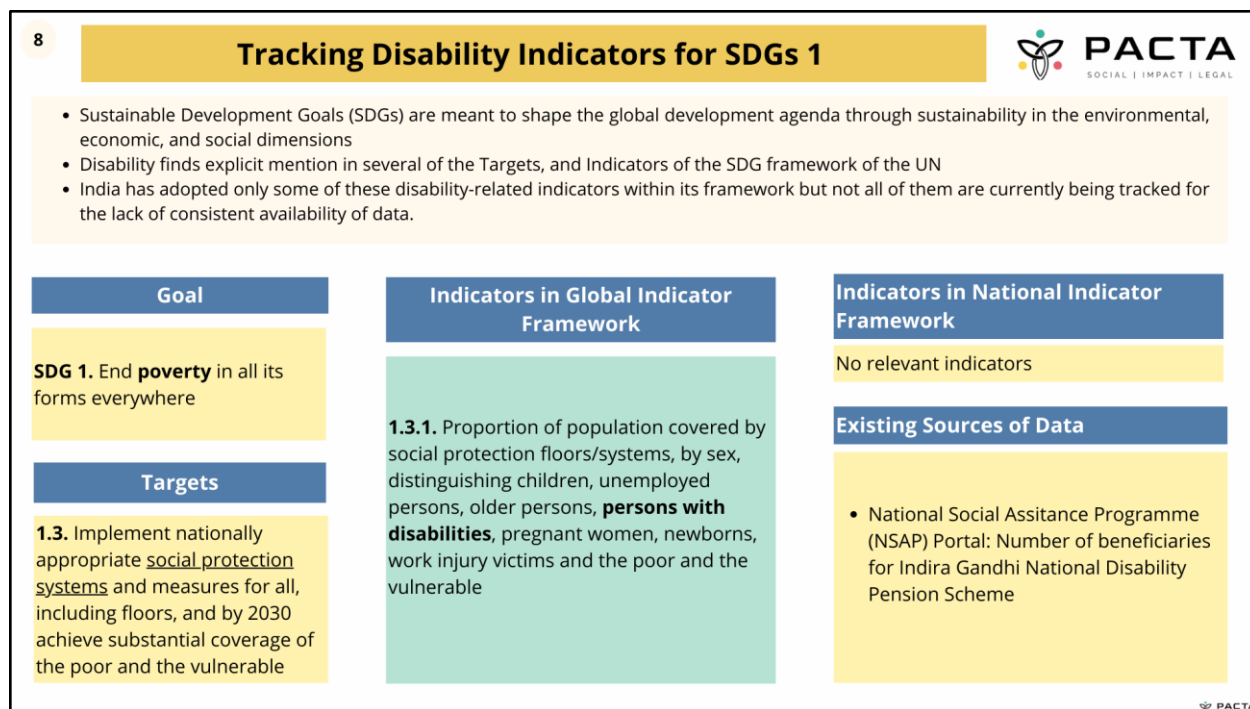 8
Tracking Disability Indicators for SDGs 1
PACTA
SOCIAL | IMPACT | LEGAL
• Sustainable Development Goals (SDGs) are meant to shape the global development agenda through sustainability in the environmental,
economic, and social dimensions
• Disability finds explicit mention in several of the Targets, and Indicators of the SDG framework of the UN
• India has adopted only some of these disability-related indicators within its framework but not all of them are currently being tracked for
the lack of consistent availability of data.
Goal
SDG 1. End poverty in all its
forms everywhere
Targets
1.3. Implement nationally
appropriate social protection
systems and measures for all,
including floors, and by 2030
achieve substantial coverage of
the poor and the vulnerable
Indicators in Global Indicator
Framework
1.3.1. Proportion of population covered by
social protection floors/systems, by sex,
distinguishing children, unemployed
persons, older persons, persons with
disabilities, pregnant women, newborns,
work injury victims and the poor and the
vulnerable
Indicators in National Indicator
Framework
No relevant indicators
Existing Sources of Data
• National Social Assitance Programme
(NSAP) Portal: Number of beneficiaries
for Indira Gandhi National Disability
Pension Scheme
PACTA